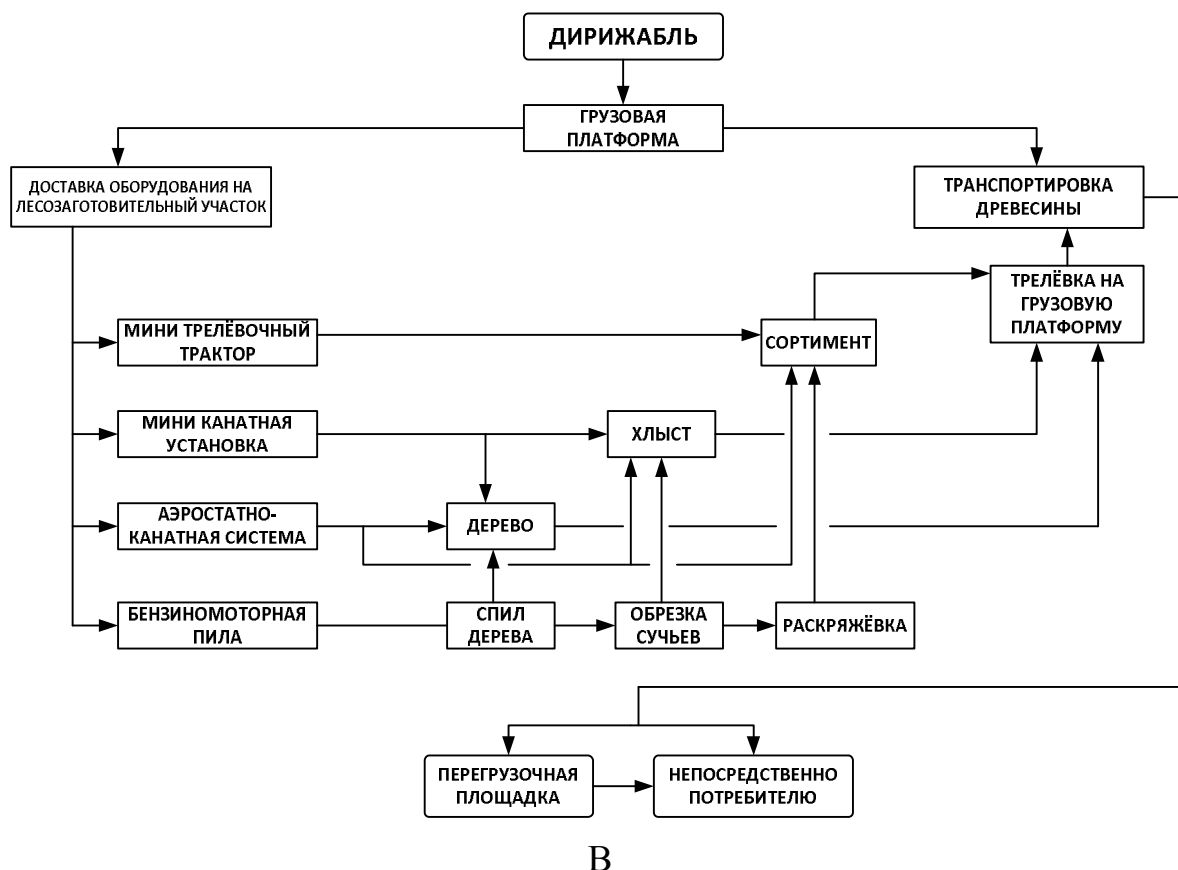 ДИРИЖАБЛЬ
ГРУЗОВАЯ
ПЛАТФОРМА
ДОСТАВКА ОБОРУДОВАНИЯ НА
ЛЕСОЗАГОТОВИТЕЛЬНЫЙ УЧАСТОК
ТРАНСПОРТИРОВКА
ДРЕВЕСИНЫ
ТРЕЛЁВКА НА
ГРУЗОВУЮ
ПЛАТФОРМУ
МИНИ ТРЕЛЁВОЧНЫЙ
ТРАКТОР
СОРТИМЕНТ
МИНИ КАНАТНАЯ
УСТАНОВКА
ХЛЫСТ
АЭРОСТАТНО-
КАНАТНАЯ СИСТЕМА
ДЕРЕВО
БЕНЗИНОМОТОРНАЯ
ПИЛА
СПИЛ
ДЕРЕВА
ОБРЕЗКА
СУЧЬЕВ
РАСКРЯЖЁВКА
ПЕРЕГРУЗОЧНАЯ
ПЛОЩАДКА
НЕПОСРЕДСТВЕННО
ПОТРЕБИТЕЛЮ
В